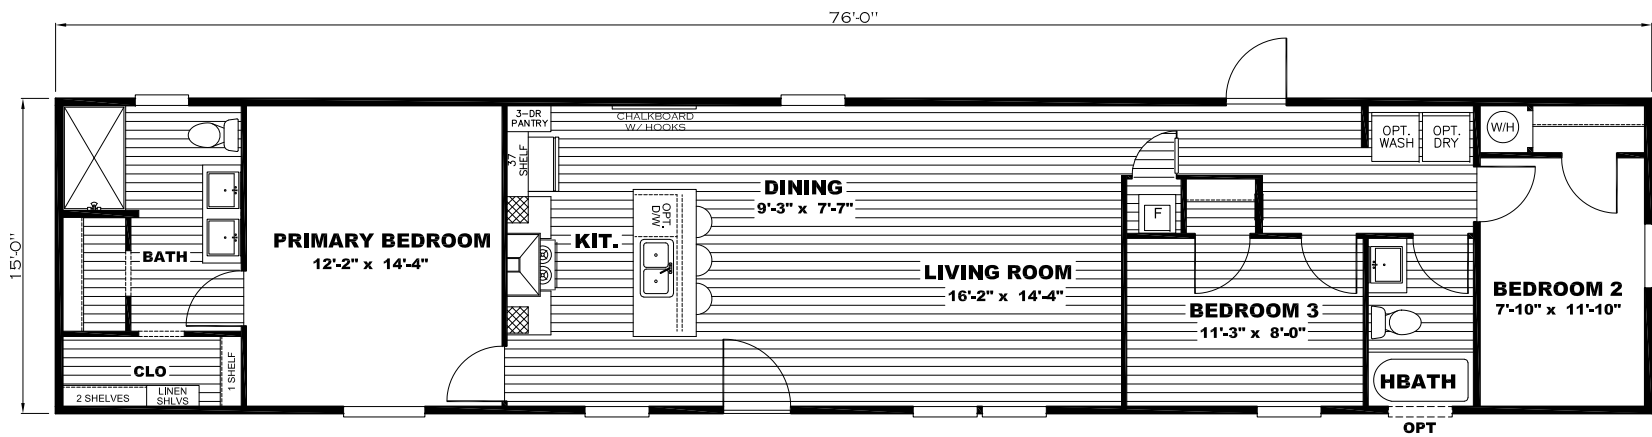 76'-0"
15'-0"
3-DR
PANTRY
CHALKBOARD
W/ HOOKS
37
SHELF
OPT.
WASH
OPT.
DRY
W/H
DINING
9'-3" x 7'-7"
OPT.
D/W
F
BATH
PRIMARY BEDROOM
12'-2" x 14'-4"
KIT.
LIVING ROOM
16'-2" x 14'-4"
BEDROOM 3
11'-3" x 8'-0"
BEDROOM 2
7'-10" x 11'-10"
CLO
1 SHELF
2 SHELVES
LINEN
SHLVS
HBATH
OPT